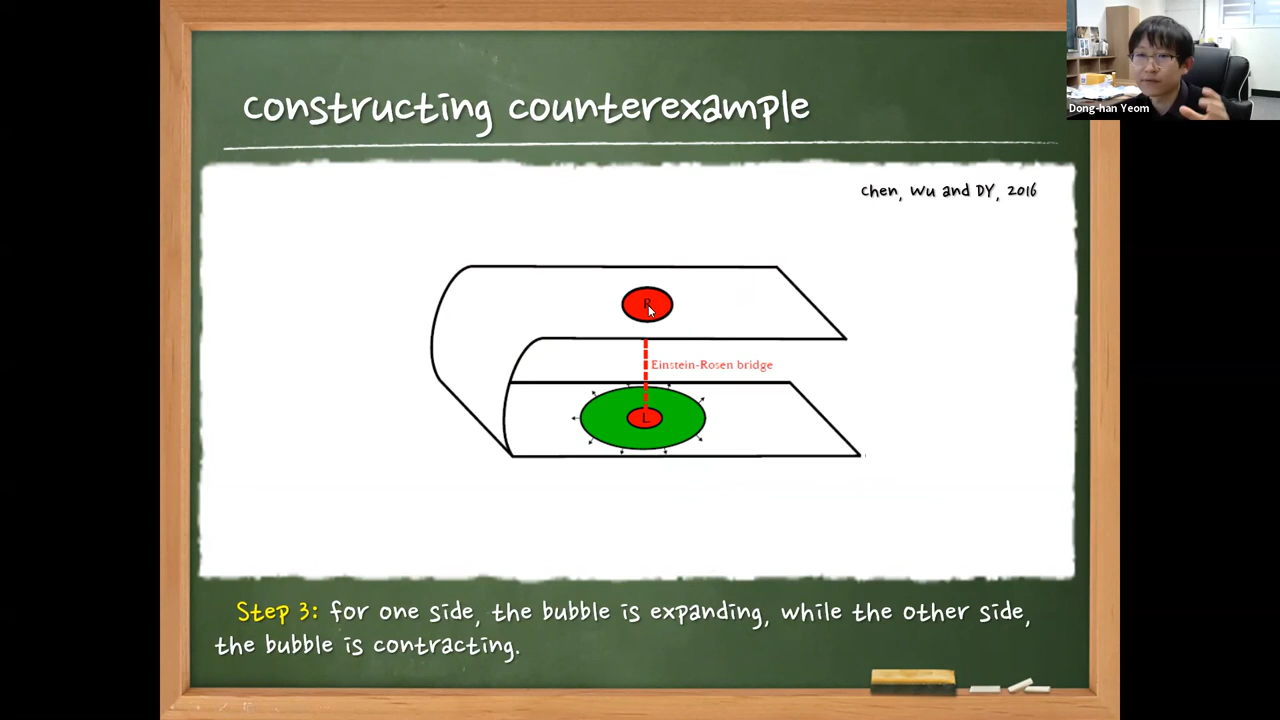 constructing counterexample
Dong-han Yeom
Chen, Wu and DY, 2016
R
Einstein-Rosen bridge
L
Step 3: for one side, the bubble is expanding, while the other side,
the bubble is contracting.